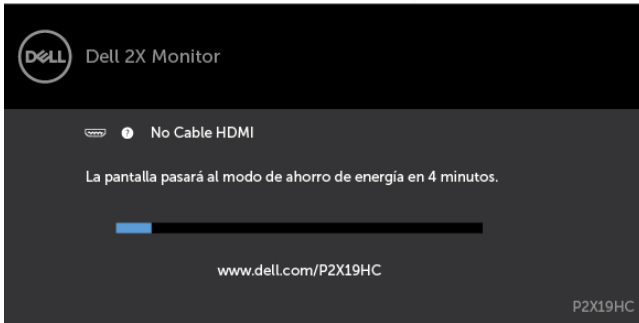 DELL
Dell 2X Monitor
? No Cable HDMI
La pantalla pasará al modo de ahorro de energía en 4 minutos.
www.dell.com/P2X19HC
P2X19HC